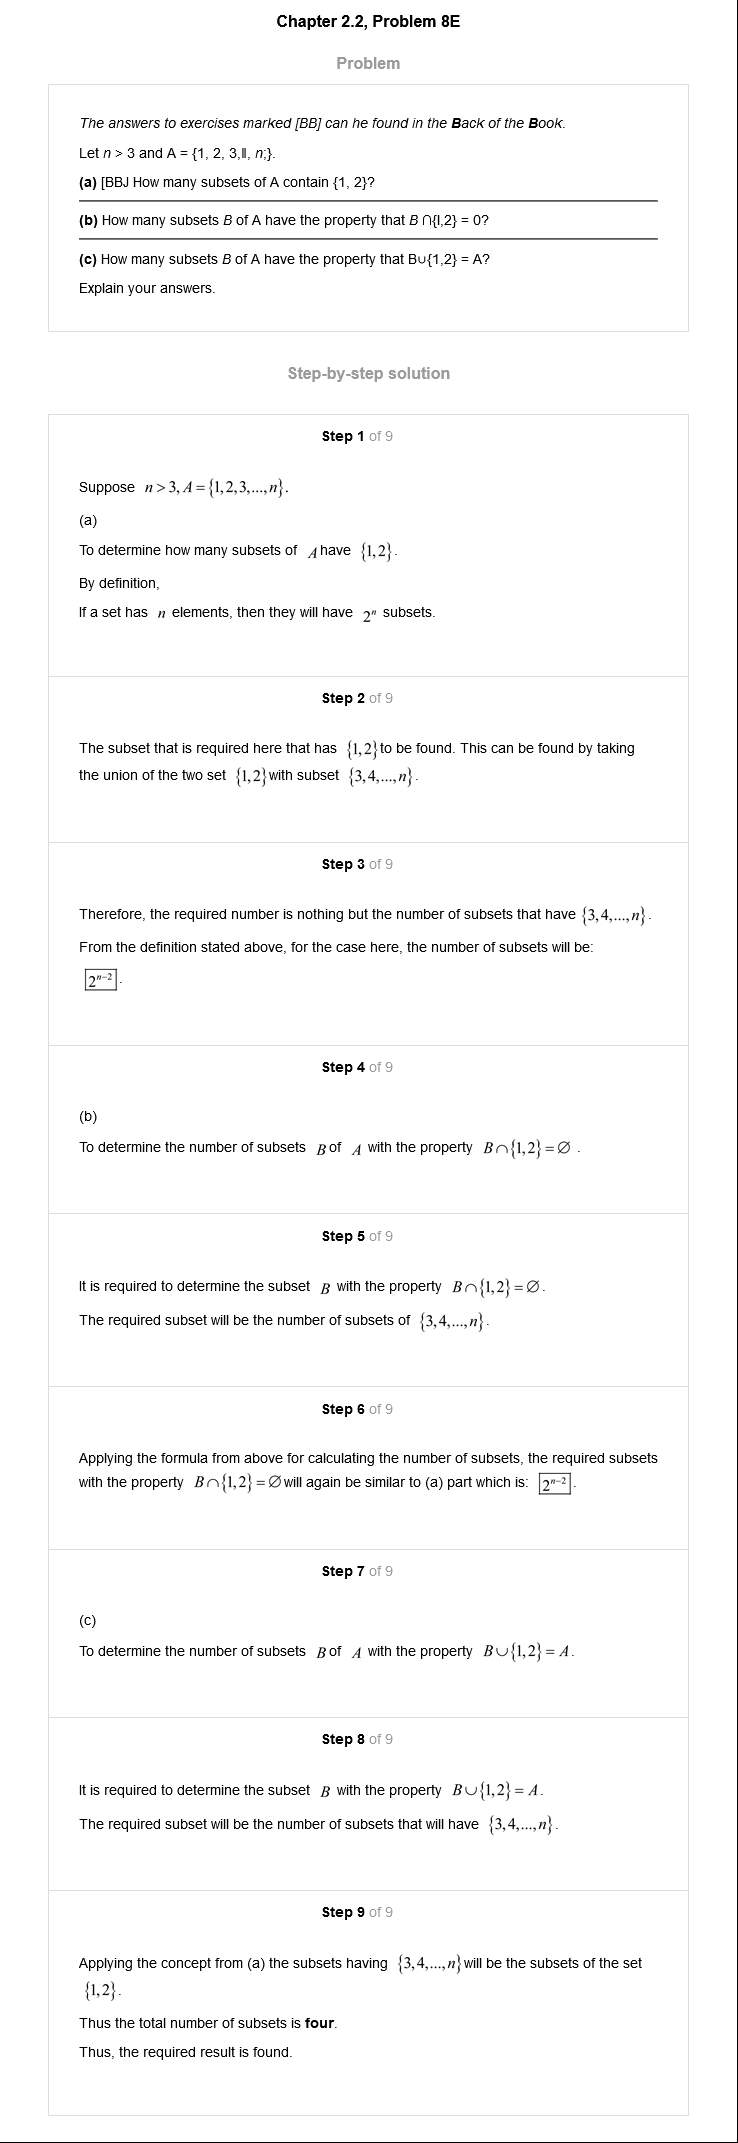 Chapter 2.2, Problem 8E
Problem
The answers to exercises marked [BB] can he found in the Back of the Book.
Let n > 3 and A = {1, 2, 3,‖, n;}.
(a) [BBJ How many subsets of A contain {1, 2}?
(b) How many subsets B of A have the property that B ∩{l,2} = 0?
(c) How many subsets B of A have the property that B∪{1,2} = A?
Explain your answers.
Step-by-step solution
Step 1 of 9
Suppose n > 3, A = {1,2,3,...,n}.
(a)
To determine how many subsets of A have {1,2}.
By definition,
If a set has n elements, then they will have 2ⁿ subsets.
Step 2 of 9
The subset that is required here that has {1,2} to be found. This can be found by taking
the union of the two set {1,2} with subset {3,4,...,n}.
Step 3 of 9
Therefore, the required number is nothing but the number of subsets that have {3,4,...,n}.
From the definition stated above, for the case here, the number of subsets will be:
2ⁿ⁻².
Step 4 of 9
(b)
To determine the number of subsets B of A with the property B∩{1,2} = ∅ .
Step 5 of 9
It is required to determine the subset B with the property B∩{1,2} = ∅.
The required subset will be the number of subsets of {3,4,...,n}.
Step 6 of 9
Applying the formula from above for calculating the number of subsets, the required subsets
with the property B∩{1,2} = ∅ will again be similar to (a) part which is: 2ⁿ⁻².
Step 7 of 9
(c)
To determine the number of subsets B of A with the property B∪{1,2} = A.
Step 8 of 9
It is required to determine the subset B with the property B∪{1,2} = A.
The required subset will be the number of subsets that will have {3,4,...,n}.
Step 9 of 9
Applying the concept from (a) the subsets having {3,4,...,n} will be the subsets of the set
{1,2}.
Thus the total number of subsets is four.
Thus, the required result is found.